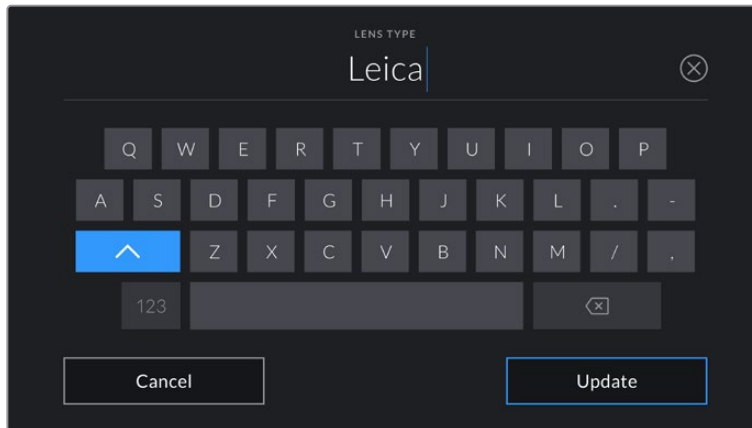 LENS TYPE
Leica
Q W E R T Y U I O P
A S D F G H J K L . -
Z X C V B N M / ,
123
Cancel Update